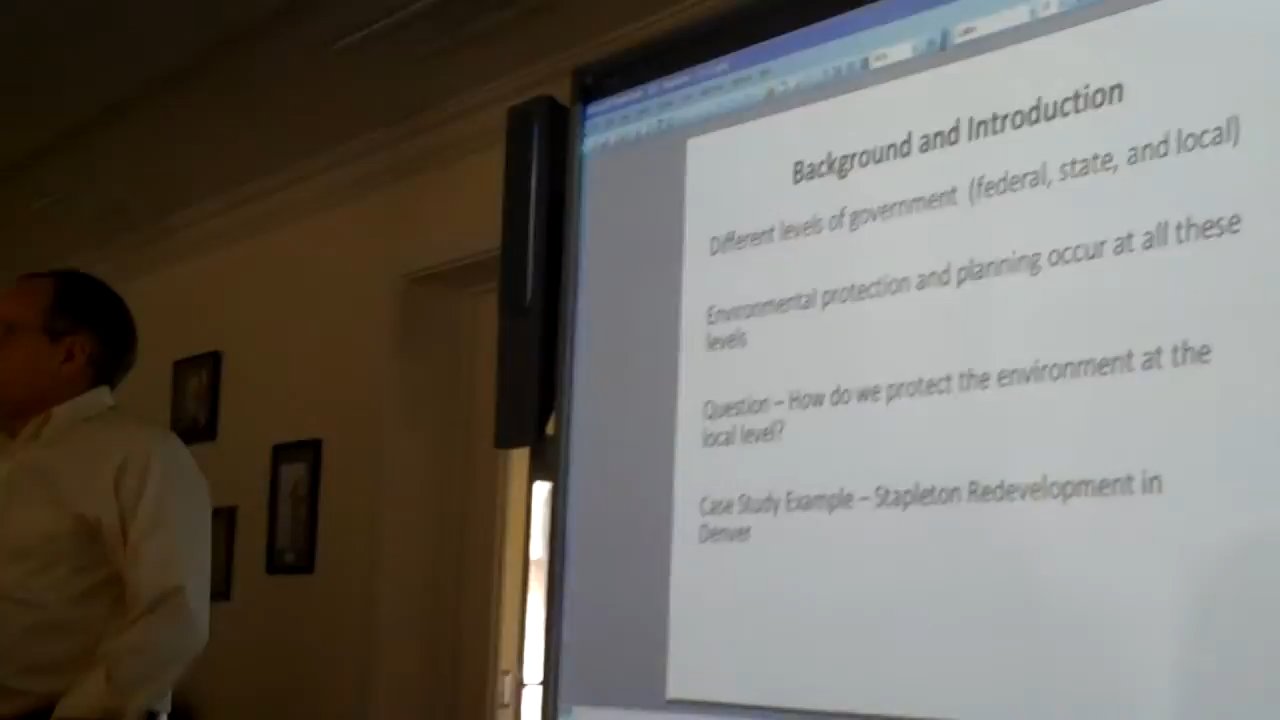 Background and Introduction
Different levels of government (federal, state, and local)
Environmental protection and planning occur at all these
levels
Question – How do we protect the environment at the
local level?
Case Study Example – Stapleton Redevelopment in
Denver